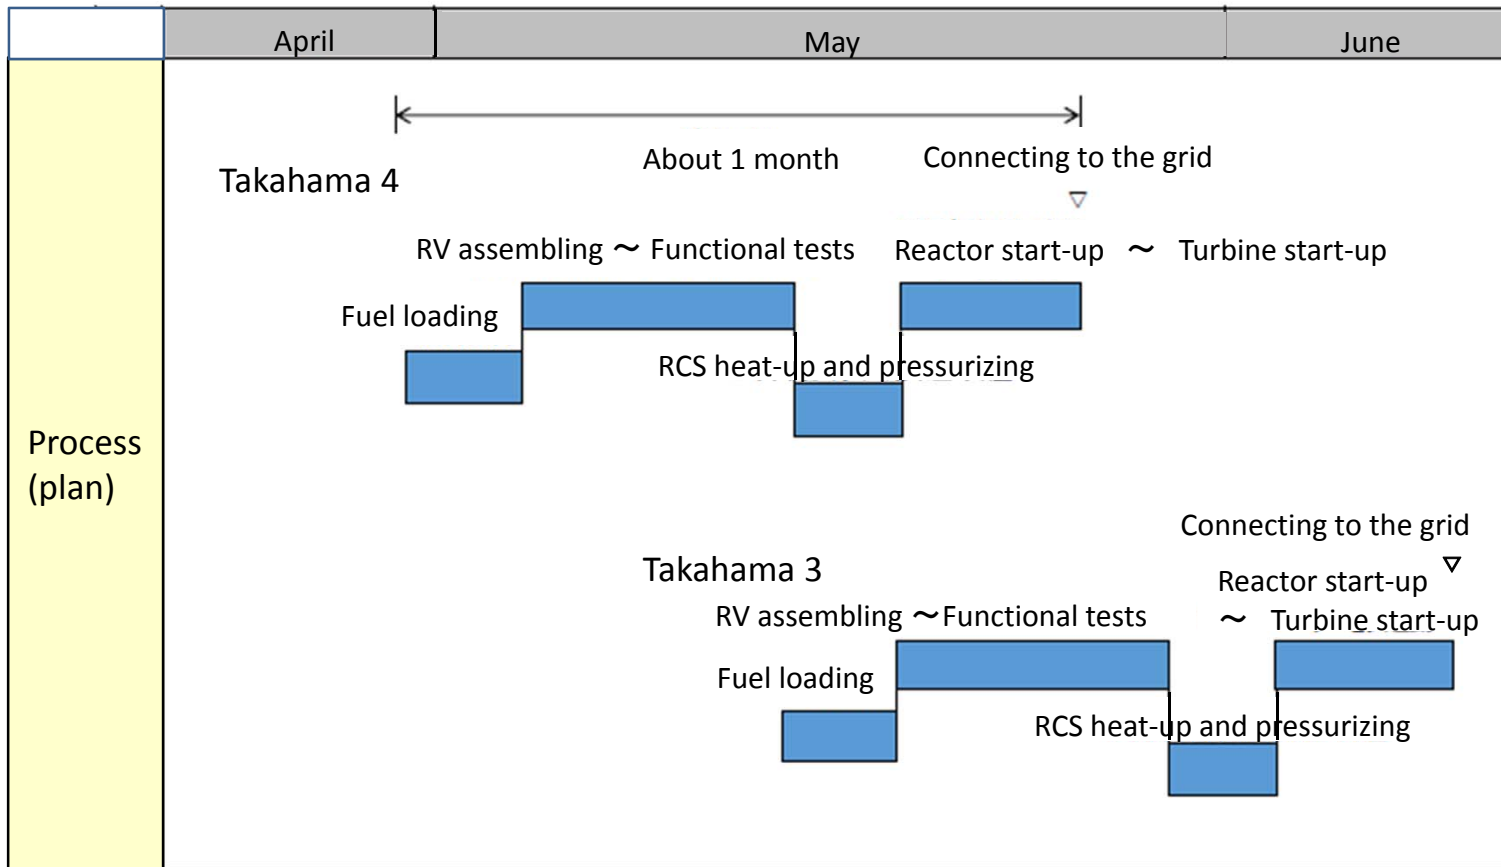 April
May
June
About 1 month
Connecting to the grid
Takahama 4
RV assembling ～ Functional tests
Reactor start-up ～ Turbine start-up
Fuel loading
RCS heat-up and pressurizing
Process
(plan)
Connecting to the grid
Takahama 3
Reactor start-up
RV assembling ～Functional tests
～ Turbine start-up
Fuel loading
RCS heat-up and pressurizing